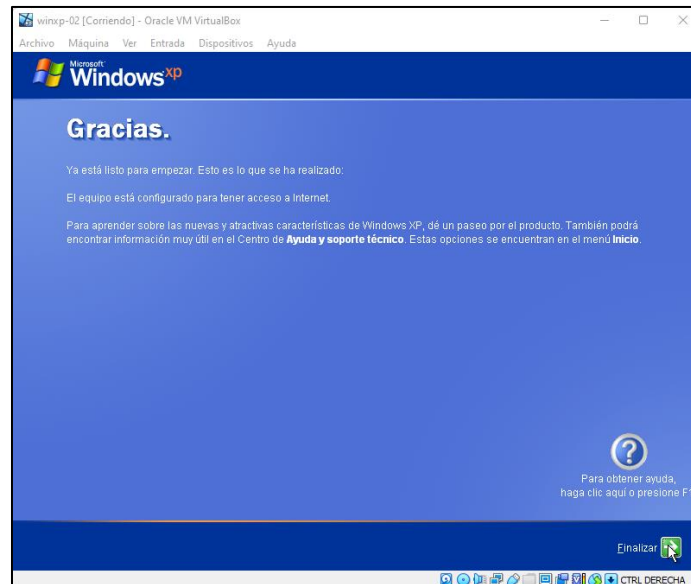 winxp-02 [Corriendo] - Oracle VM VirtualBox
Archivo Máquina Ver Entrada Dispositivos Ayuda
Microsoft
Windows xp
Gracias.
Ya está listo para empezar. Esto es lo que se ha realizado:
El equipo está configurado para tener acceso a Internet.
Para aprender sobre las nuevas y atractivas características de Windows XP, dé un paseo por el producto. También podrá
encontrar información muy útil en el Centro de Ayuda y soporte técnico. Estas opciones se encuentran en el menú Inicio.
Para obtener ayuda,
haga clic aquí o presione F1
Finalizar
CTRL DERECHA